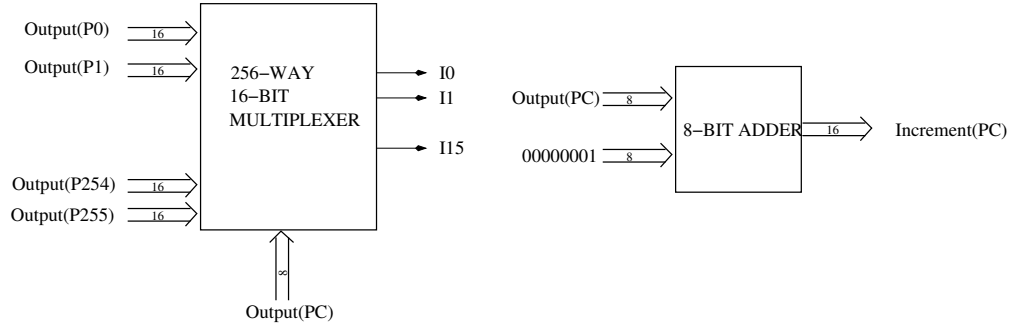 Output(P0)
16
Output(P1)
16
256-WAY
16-BIT
MULTIPLEXER
I0
I1
I15
Output(P254)
16
Output(P255)
16
8
Output(PC)
Output(PC)
8
00000001
8
8-BIT ADDER
16
Increment(PC)